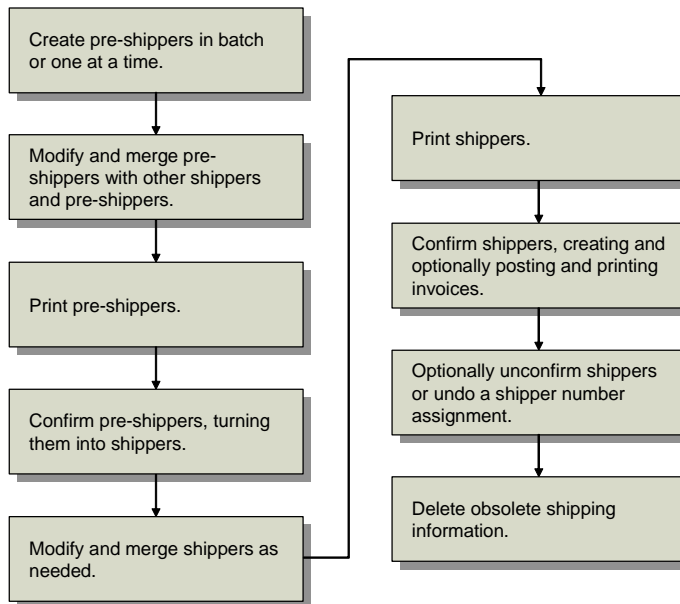 Create pre-shippers in batch
or one at a time.
Modify and merge pre-
shippers with other shippers
and pre-shippers.
Print pre-shippers.
Confirm pre-shippers, turning
them into shippers.
Modify and merge shippers as
needed.
Print shippers.
Confirm shippers, creating and
optionally posting and printing
invoices.
Optionally unconfirm shippers
or undo a shipper number
assignment.
Delete obsolete shipping
information.